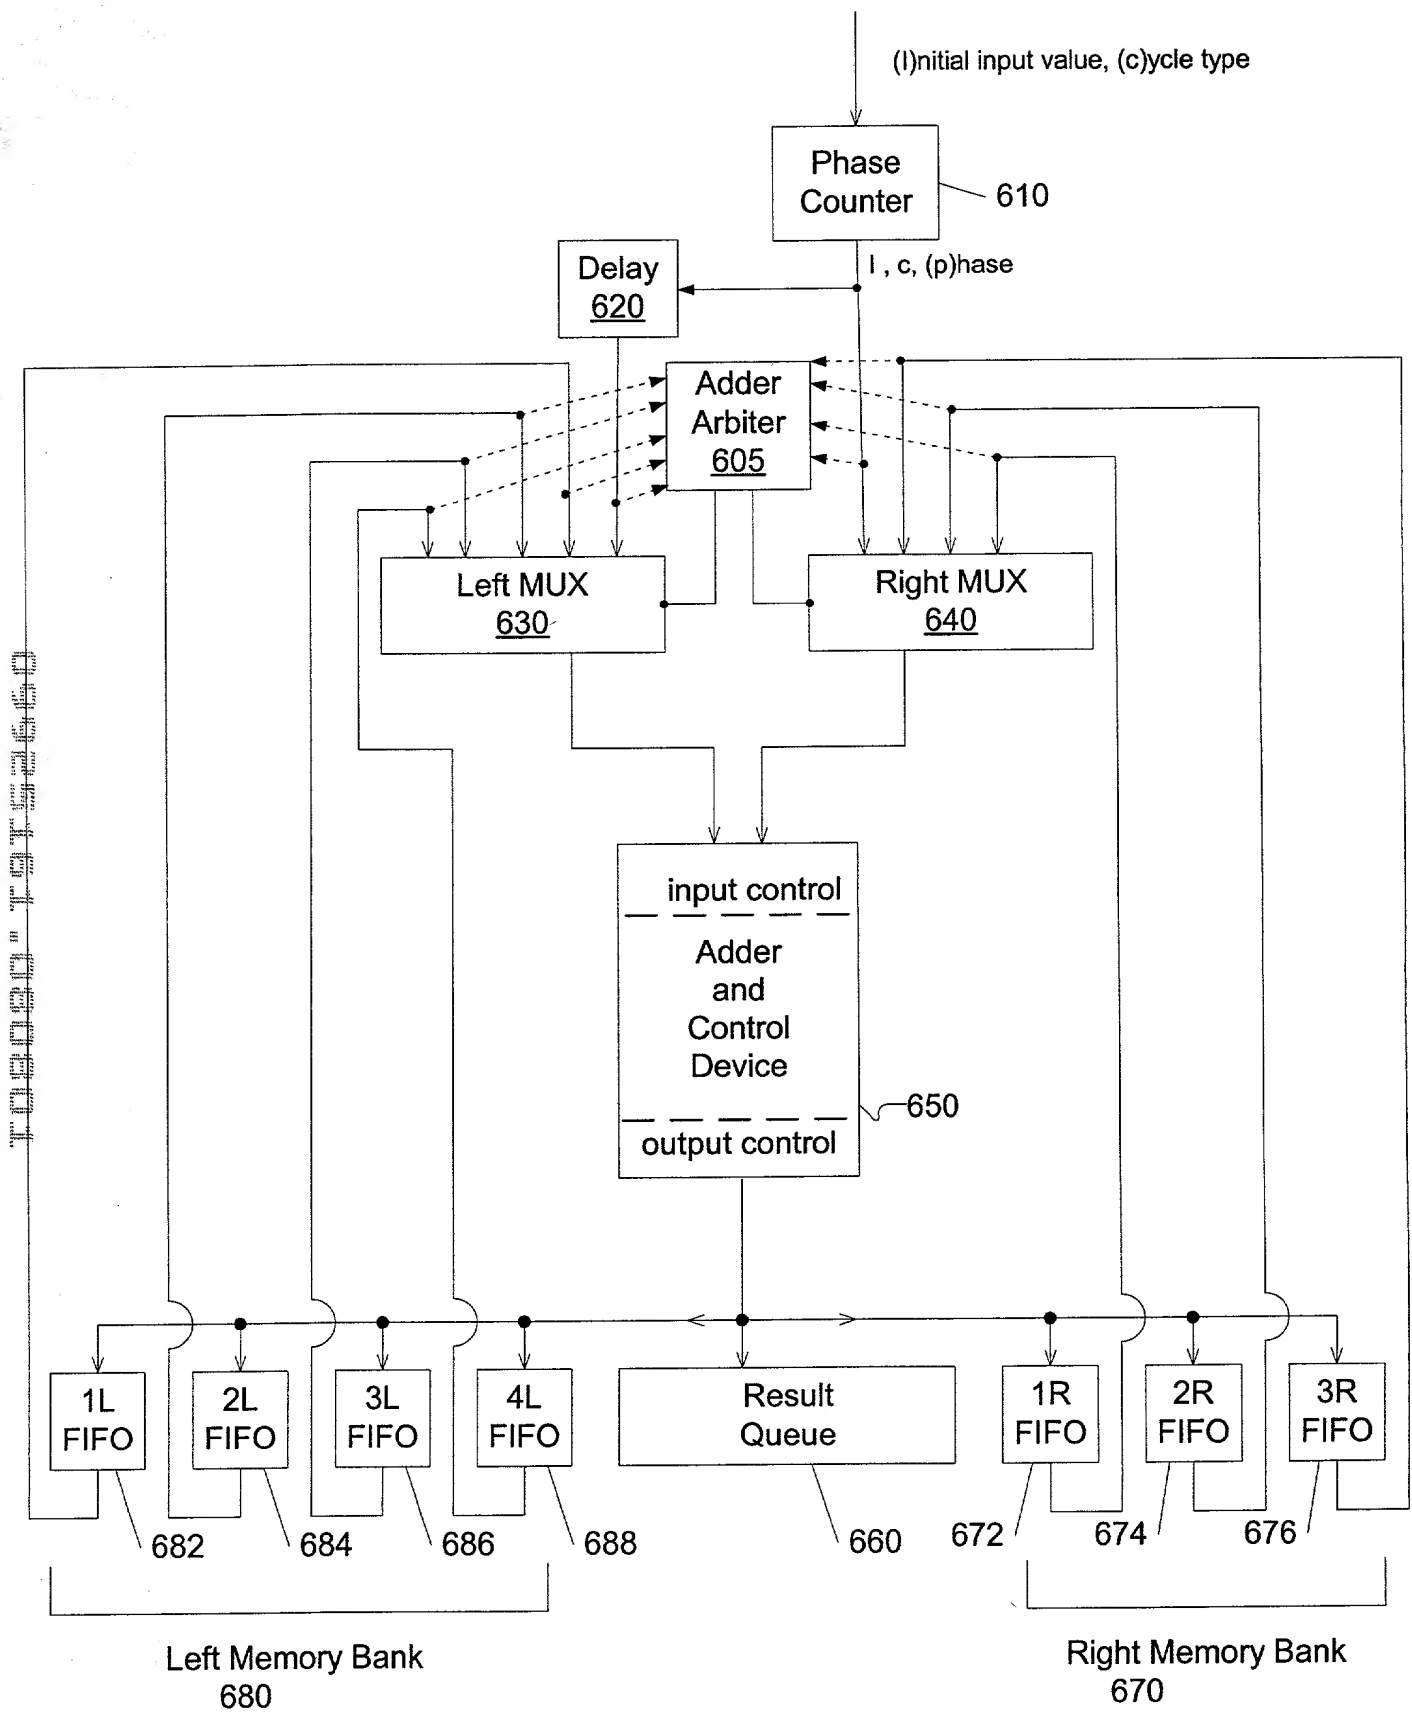 (I)nitial input value, (c)ycle type
Phase
Counter
610
I , c, (p)hase
Delay
620
Adder
Arbiter
605
Left MUX
630
Right MUX
640
input control
Adder
and
Control
Device
output control
650
1L
FIFO
2L
FIFO
3L
FIFO
4L
FIFO
Result
Queue
1R
FIFO
2R
FIFO
3R
FIFO
682
684
686
688
660
672
674
676
Left Memory Bank
680
Right Memory Bank
670